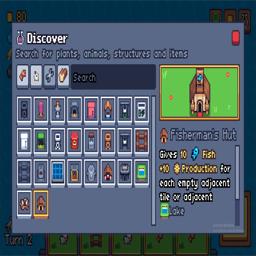 80
Discover
Search for plants, animals, structures and items
Search
Fisherman's Hut
Gives 10 Fish
+10 Production for
each empty adjacent
tile or adjacent
Lake
Turn 2